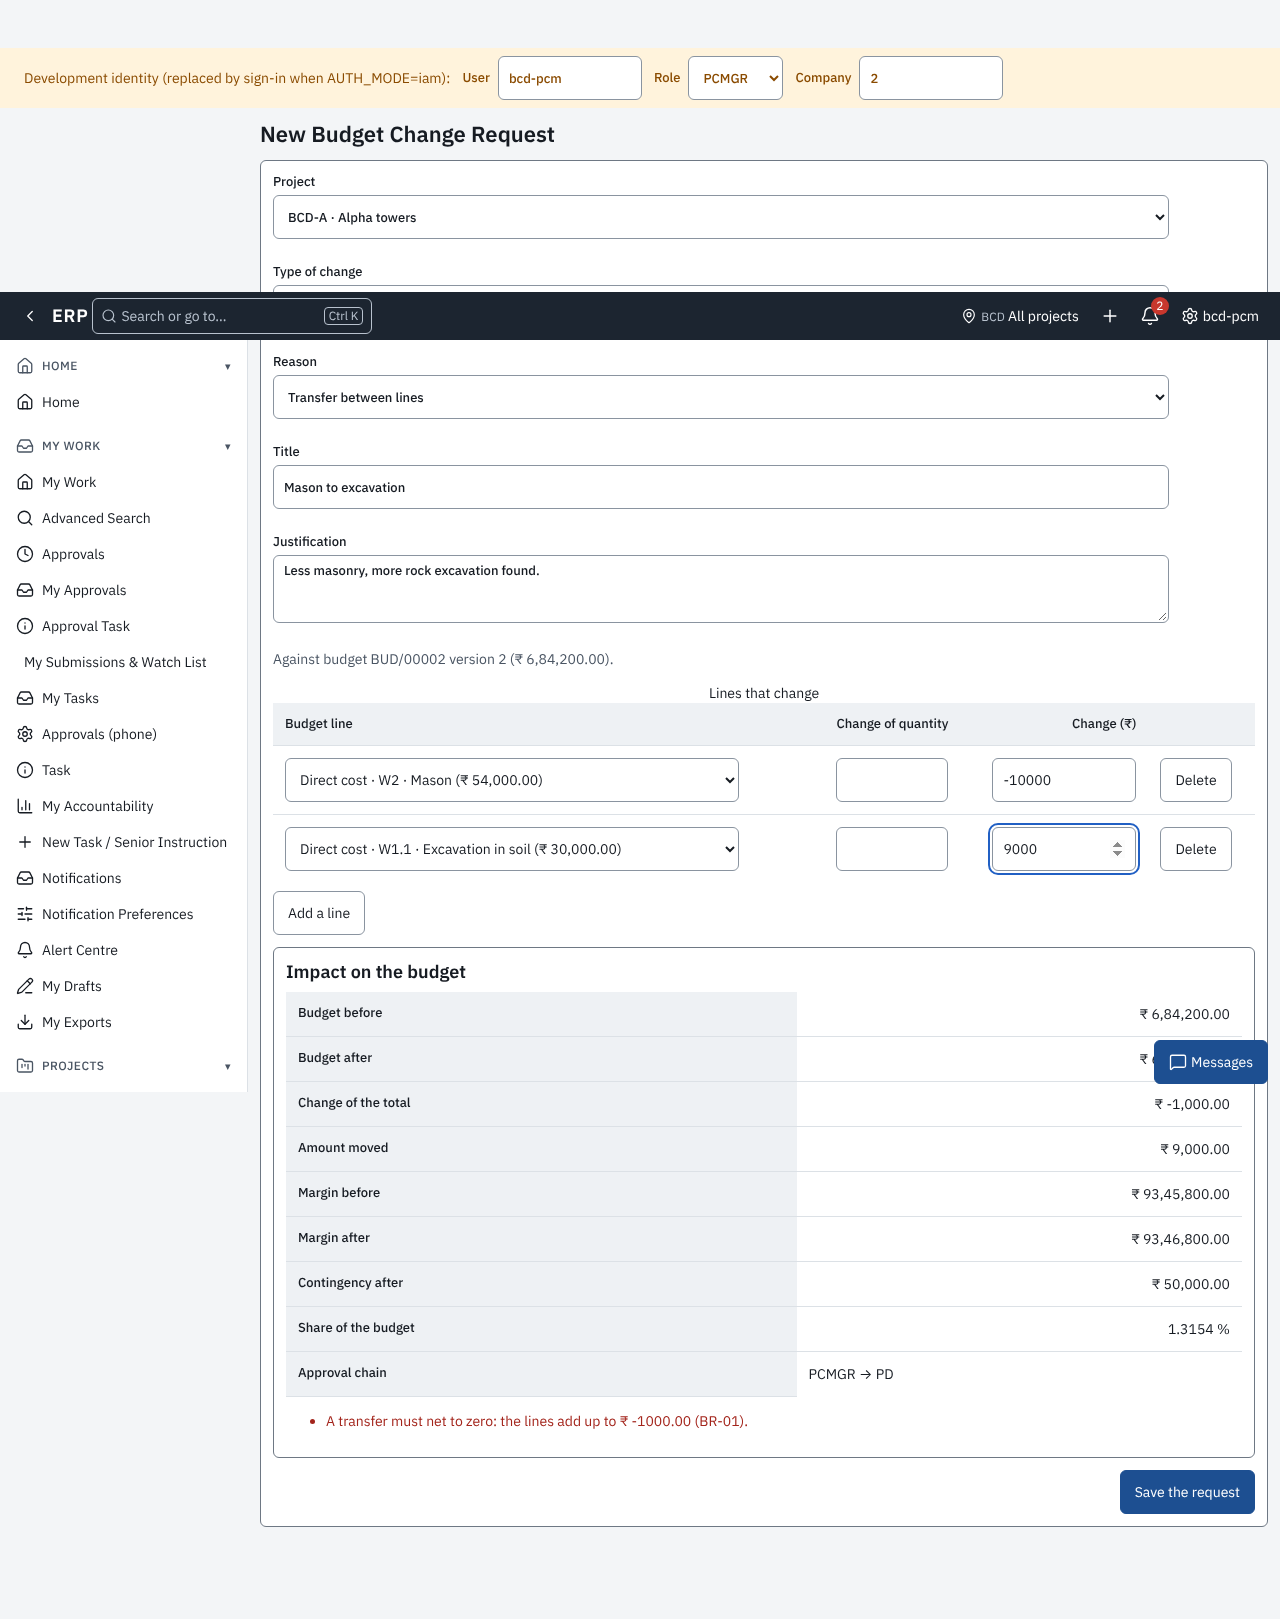 Development identity (replaced by sign-in when AUTH_MODE=iam): User bcd-pcm Role PCMGR Company 2
New Budget Change Request
Project
BCD-A · Alpha towers
Type of change
ERP Search or go to... Ctrl K BCD All projects 2 bcd-pcm
HOME
Home
MY WORK
My Work
Advanced Search
Approvals
My Approvals
Approval Task
My Submissions & Watch List
My Tasks
Approvals (phone)
Task
My Accountability
New Task / Senior Instruction
Notifications
Notification Preferences
Alert Centre
My Drafts
My Exports
PROJECTS
Reason
Transfer between lines
Title
Mason to excavation
Justification
Less masonry, more rock excavation found.
Against budget BUD/00002 version 2 (₹ 6,84,200.00).
Lines that change
Budget line Change of quantity Change (₹)
Direct cost · W2 · Mason (₹ 54,000.00) -10000 Delete
Direct cost · W1.1 · Excavation in soil (₹ 30,000.00) 9000 Delete
Add a line
Impact on the budget
Budget before ₹ 6,84,200.00
Budget after ₹
Messages
Change of the total ₹ -1,000.00
Amount moved ₹ 9,000.00
Margin before ₹ 93,45,800.00
Margin after ₹ 93,46,800.00
Contingency after ₹ 50,000.00
Share of the budget 1.3154 %
Approval chain PCMGR → PD
A transfer must net to zero: the lines add up to ₹ -1000.00 (BR-01).
Save the request